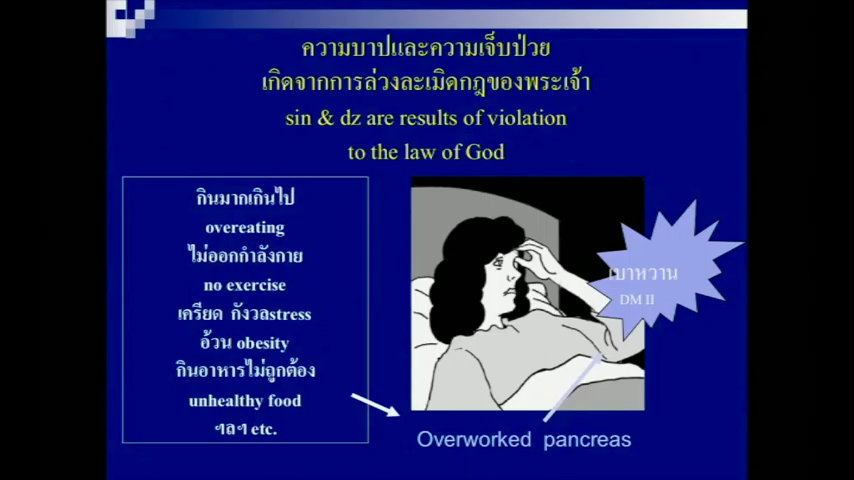 ความบาปและความเจ็บป่วย
เกิดจากการล่วงละเมิดกฎของพระเจ้า
sin & dz are results of violation
to the law of God
กินมากเกินไป
overeating
ไม่ออกกำลังกาย
no exercise
เครียด กังวลstress
อ้วน obesity
กินอาหารไม่ถูกต้อง
unhealthy food
ฯลฯ etc.
เบาหวาน
DM II
Overworked pancreas